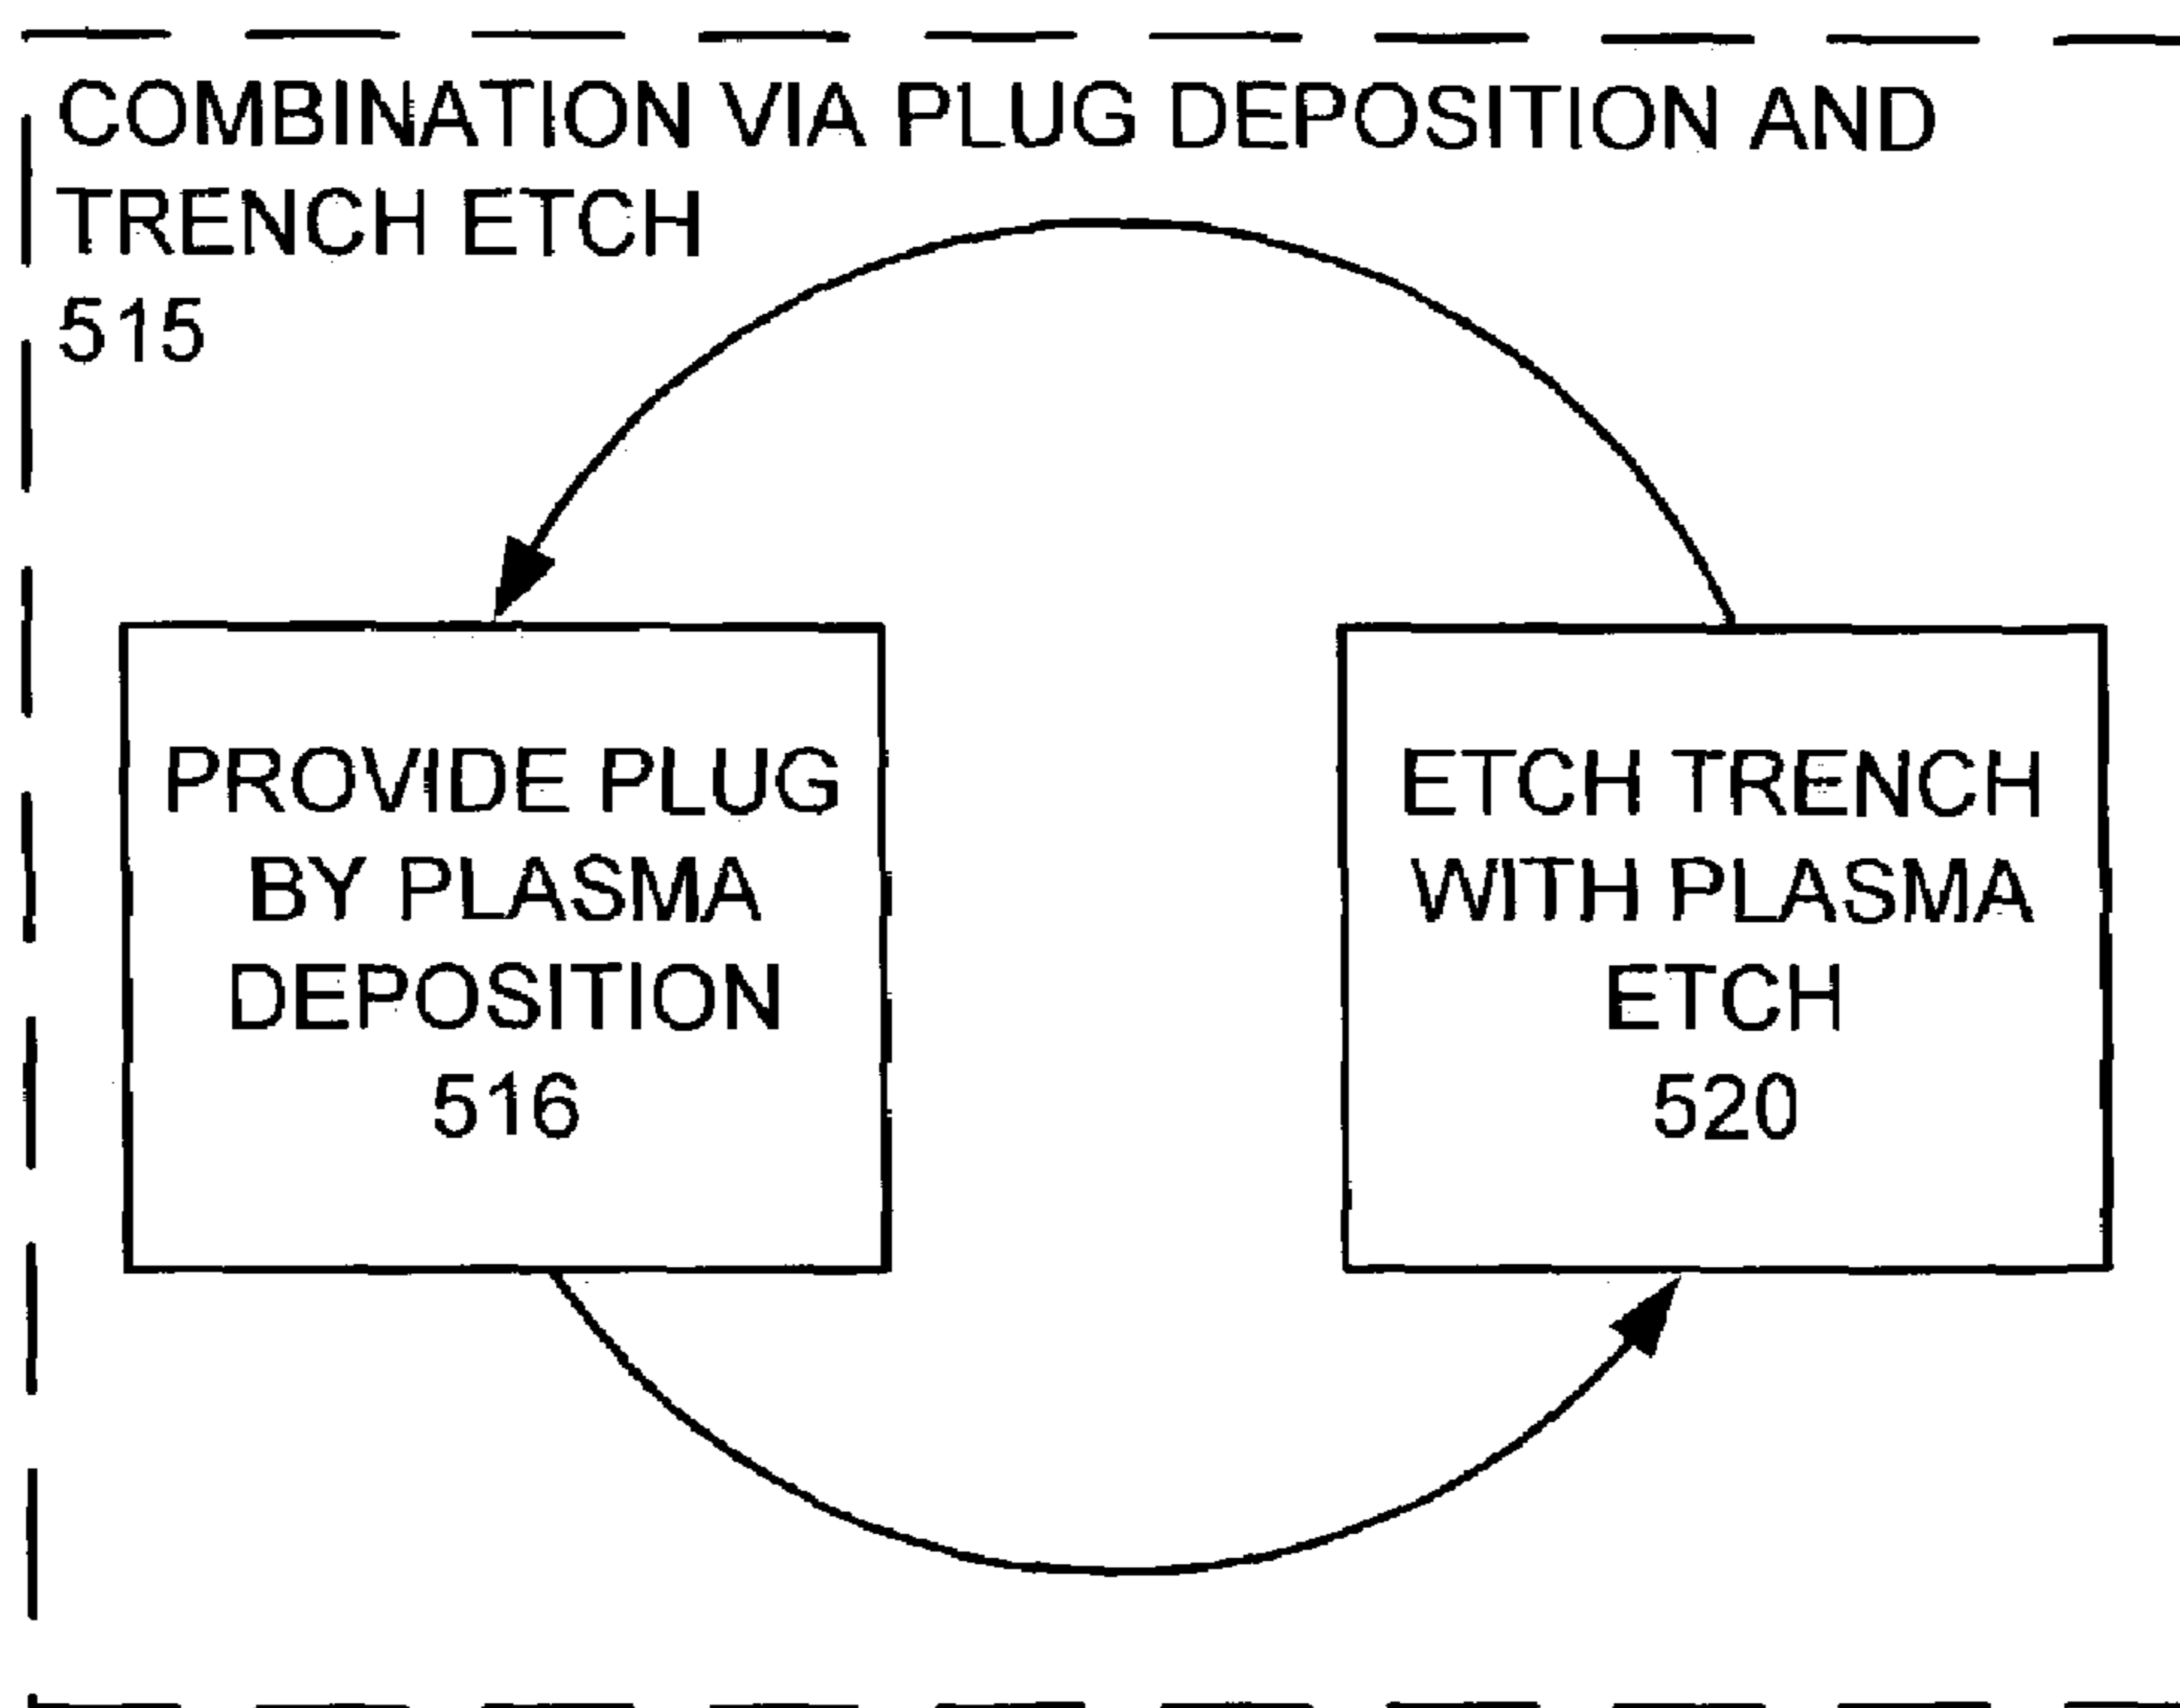 COMBINATION VIA PLUG DEPOSITION AND
TRENCH ETCH
515
PROVIDE PLUG
BY PLASMA
DEPOSITION
516
ETCH TRENCH
WITH PLASMA
ETCH
520